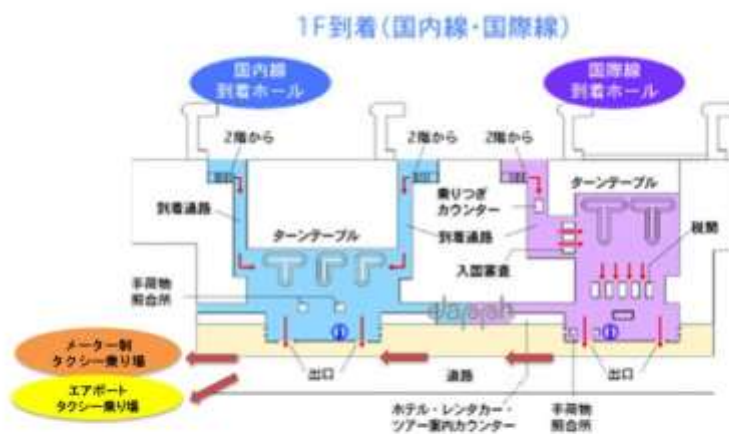 1F到着(国内線・国際線)
国内線
到着ホール
国際線
到着ホール
2階から
2階から
2階から
乗りつぎ
カウンター
ターンテーブル
到着通路
ターンテーブル
到着通路
税関
入国審査
手荷物
照合所
メーター制
タクシー乗り場
エアポート
タクシー乗り場
出口
通路
出口
ホテル・レンタカー・
ツアー案内カウンター
手荷物
照合所